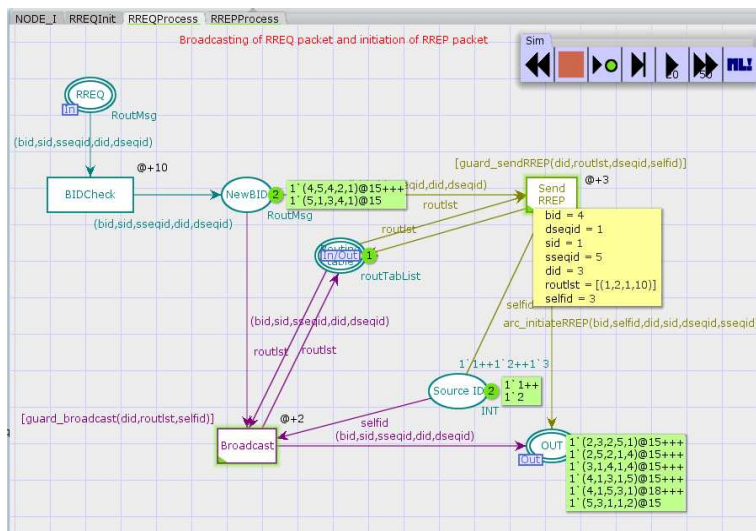 NODE_I RREQInit RREQProcess RREPProcess
Broadcasting of RREQ packet and initiation of RREP packet
Sim
20
50
ML!
RREQ
In
RoutMsg
(bid,sid,sseqid,did,dseqid)
@+10
BIDCheck
(bid,sid,sseqid,did,dseqid)
NewBID
2
RoutMsg
1`(4,5,4,2,1)@15+++
1`(5,1,3,4,1)@15
did,dseqid)
[guard_sendRREP(did,routlst,dseqid,selfid)]
@+3
Send
RREP
routlst
routlst
In/Out
1
routTabList
bid = 4
dseqid = 1
sid = 1
sseqid = 5
did = 3
routlst = [(1,2,1,10)]
selfid = 3
selfid
arc_initiateRREP(bid,selfid,did,sid,dseqid,sseqid)
(bid,sid,sseqid,did,dseqid)
routlst
routlst
1`1++1`2++1`3
Source ID
2
1`1++
1`2
INT
[guard_broadcast(did,routlst,selfid)]
@+2
selfid
Broadcast
(bid,sid,sseqid,did,dseqid)
OUT
Out
1`(2,3,2,5,1)@15+++
1`(2,5,2,1,4)@15+++
1`(3,1,4,1,4)@15+++
1`(4,1,3,1,5)@15+++
1`(4,1,5,3,1)@18+++
1`(5,3,1,1,2)@15